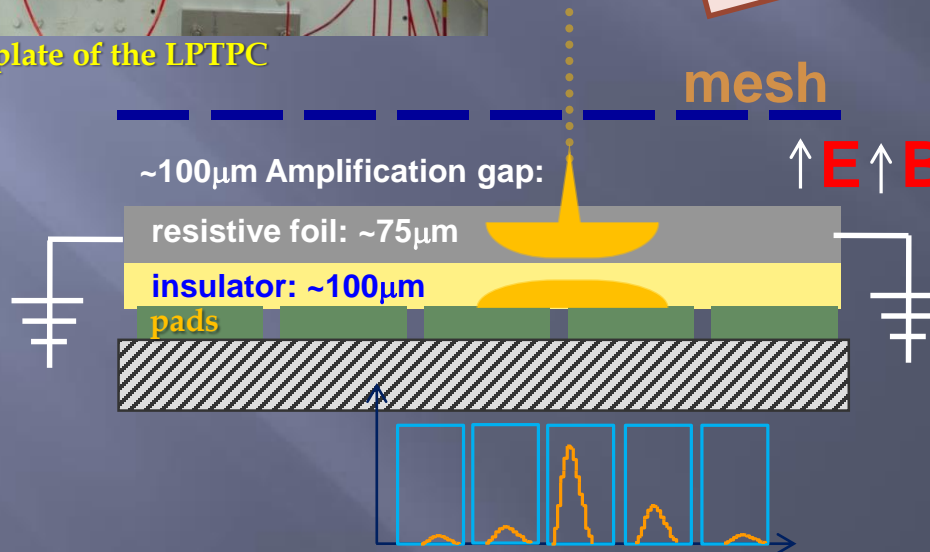 plate of the LPTPC
mesh
~100μm Amplification gap:
E
resistive foil: ~75μm
insulator: ~100μm
pads